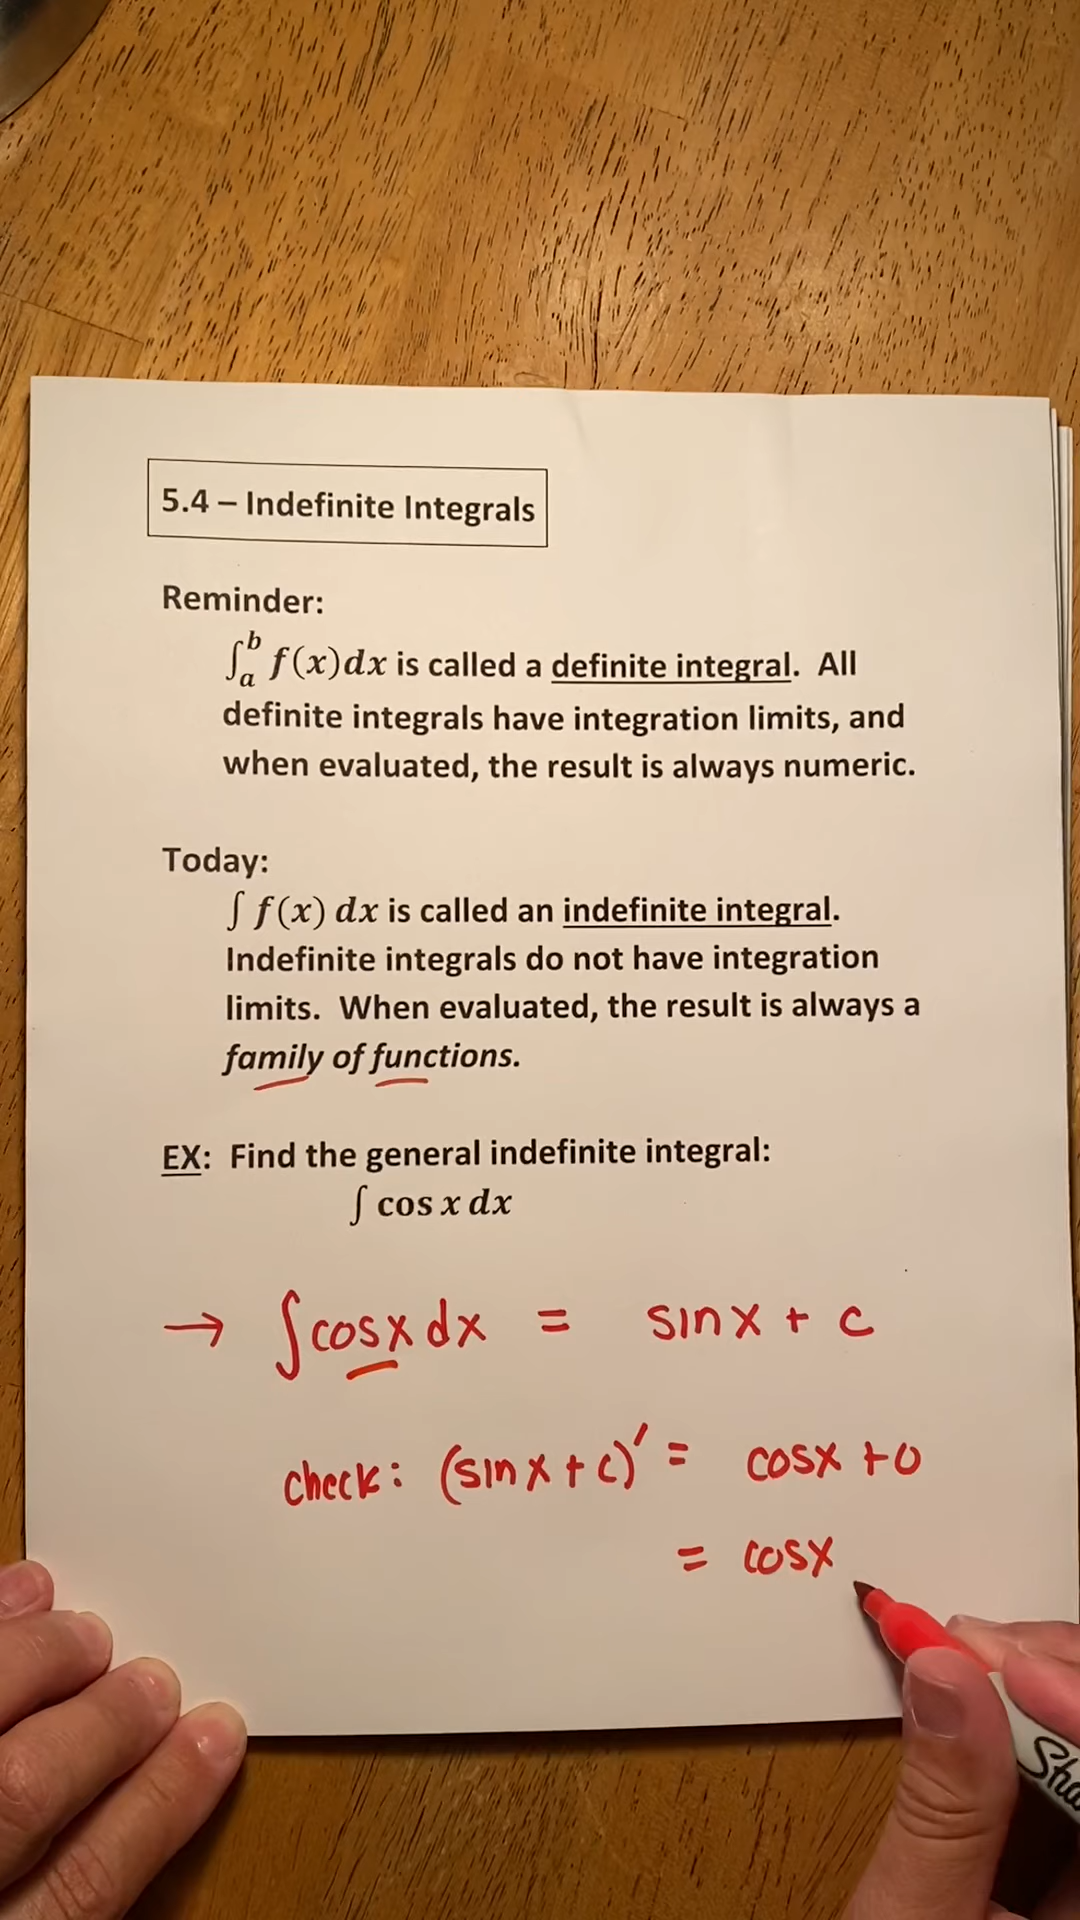 5.4 – Indefinite Integrals
Reminder:
∫ₐᵇ f(x)dx is called a definite integral. All
definite integrals have integration limits, and
when evaluated, the result is always numeric.
Today:
∫ f(x) dx is called an indefinite integral.
Indefinite integrals do not have integration
limits. When evaluated, the result is always a
family of functions.
EX: Find the general indefinite integral:
∫ cos x dx
→ ∫cosx dx = sinx + c
check: (sinx + c)′ = cosx + 0
= cosx